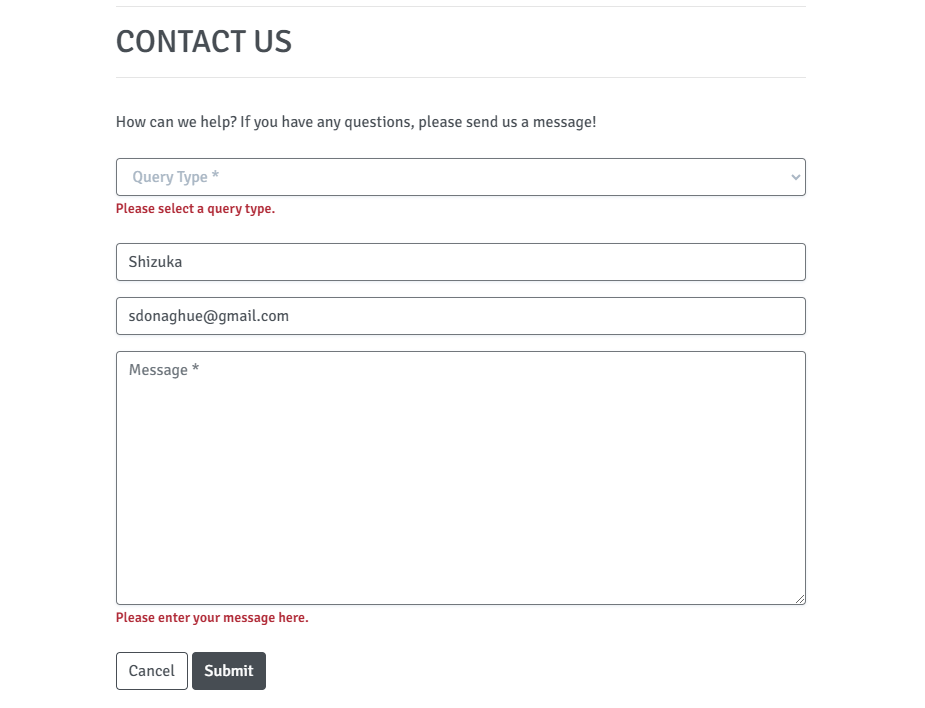 CONTACT US
How can we help? If you have any questions, please send us a message!
Query Type *
Please select a query type.
Shizuka
sdonaghue@gmail.com
Message *
Please enter your message here.
Cancel Submit